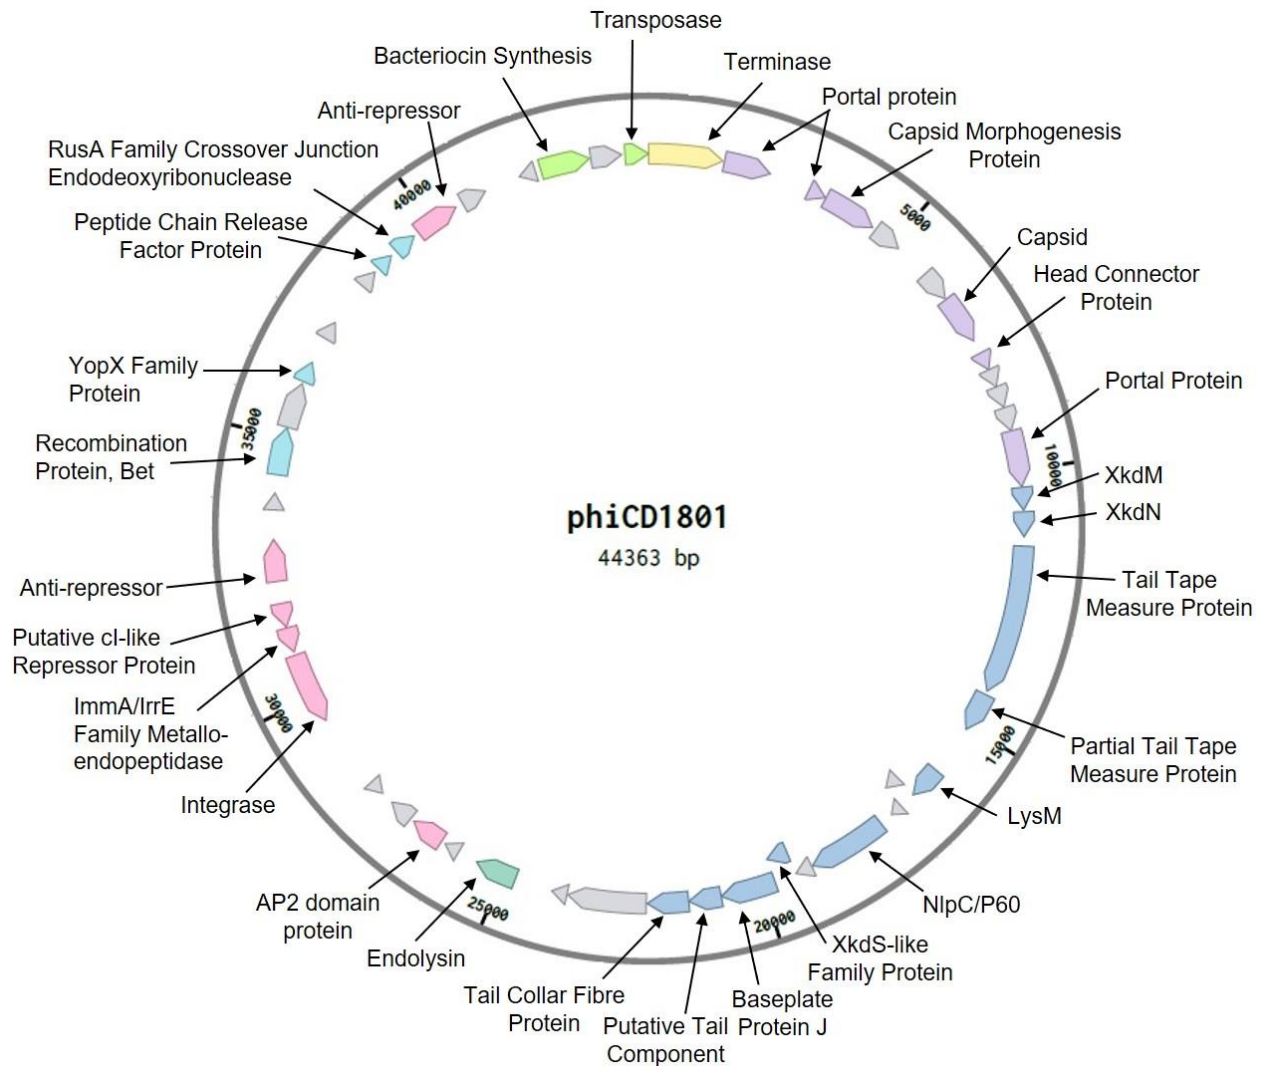 Transposase
Bacteriocin Synthesis
Terminase
Anti-repressor
Portal protein
Capsid Morphogenesis
Protein
RusA Family Crossover Junction
Endodeoxyribonuclease
40000
5000
Peptide Chain Release
Factor Protein
Capsid
Head Connector
Protein
YopX Family
Protein
Portal Protein
35000
Recombination
Protein, Bet
10000
XkdM
XkdN
phiCD1801
44363 bp
Anti-repressor
Tail Tape
Measure Protein
Putative cI-like
Repressor Protein
ImmA/IrrE
Family Metallo-
endopeptidase
30000
15000
Partial Tail Tape
Measure Protein
Integrase
LysM
AP2 domain
protein
25000
20000
NlpC/P60
Endolysin
XkdS-like
Family Protein
Tail Collar Fibre
Protein
Baseplate
Protein J
Putative Tail
Component